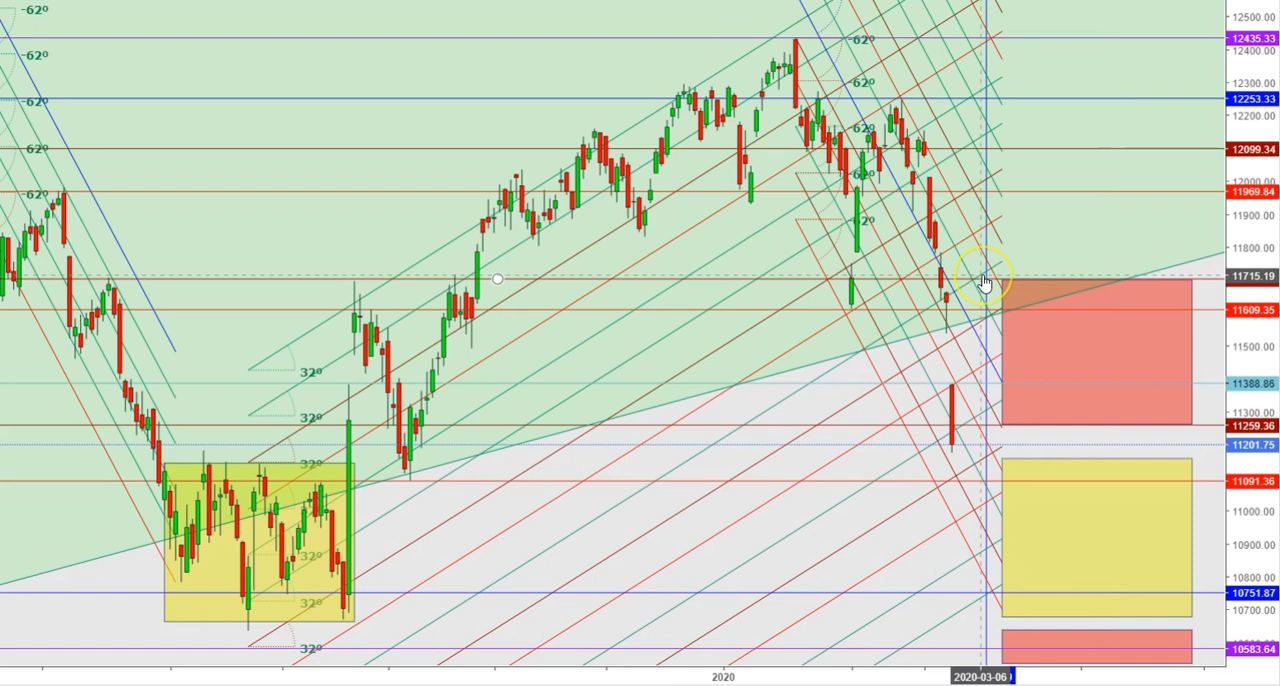 -62º
-62º
-62º
-62º
-62º
-62º
-62º
-62º
-62º
-62º
32º
32º
32º
32º
32º
32º
32º
12500.00
12435.33
12400.00
12300.00
12253.33
12200.00
12099.34
12000.00
11969.84
11900.00
11800.00
11715.19
11609.35
11500.00
11388.86
11300.00
11259.36
11201.75
11091.36
11000.00
10900.00
10800.00
10751.87
10700.00
10583.64
2020
2020-03-06